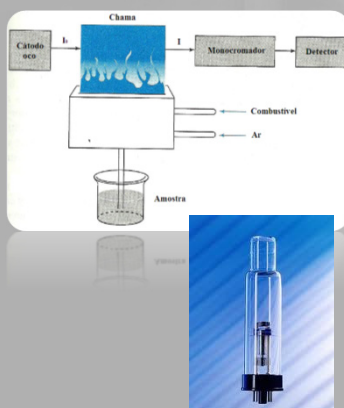 Chama
Cátodo
oco
I₀
I
Monocromador
Detector
Combustível
Ar
Amostra